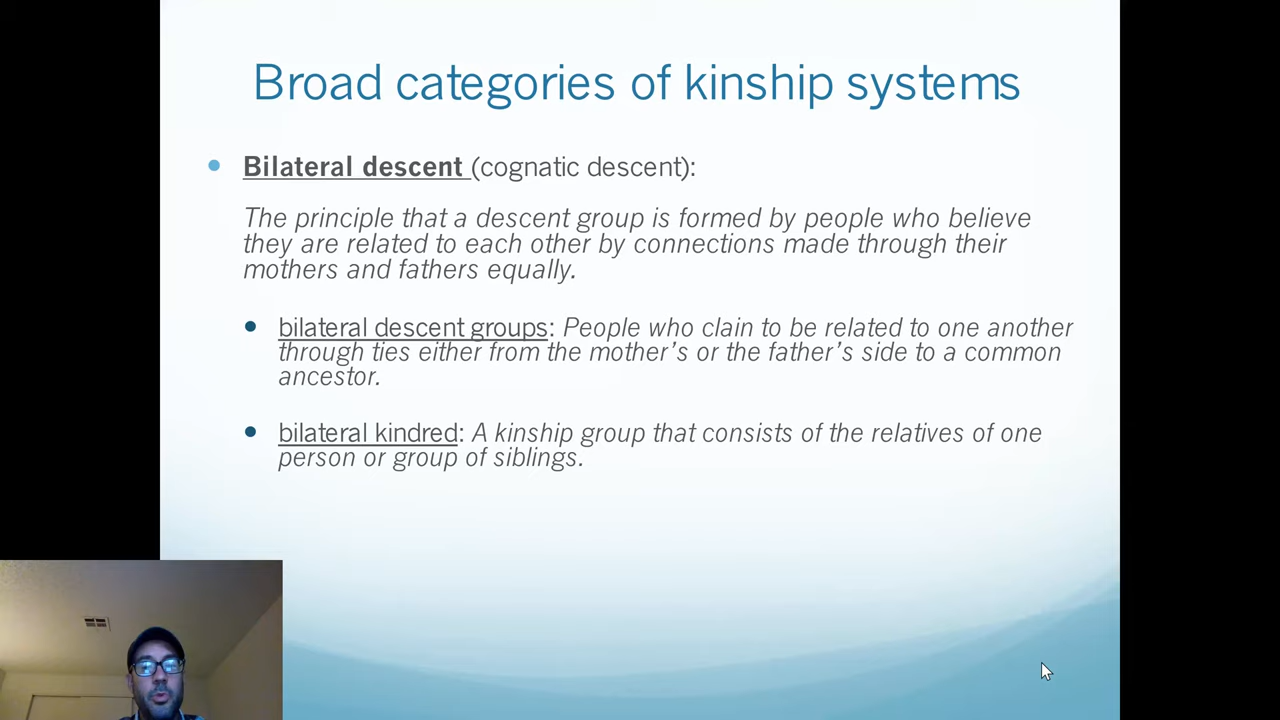 Broad categories of kinship systems
Bilateral descent (cognatic descent):
The principle that a descent group is formed by people who believe
they are related to each other by connections made through their
mothers and fathers equally.
bilateral descent groups: People who clain to be related to one another
through ties either from the mother’s or the father’s side to a common
ancestor.
bilateral kindred: A kinship group that consists of the relatives of one
person or group of siblings.